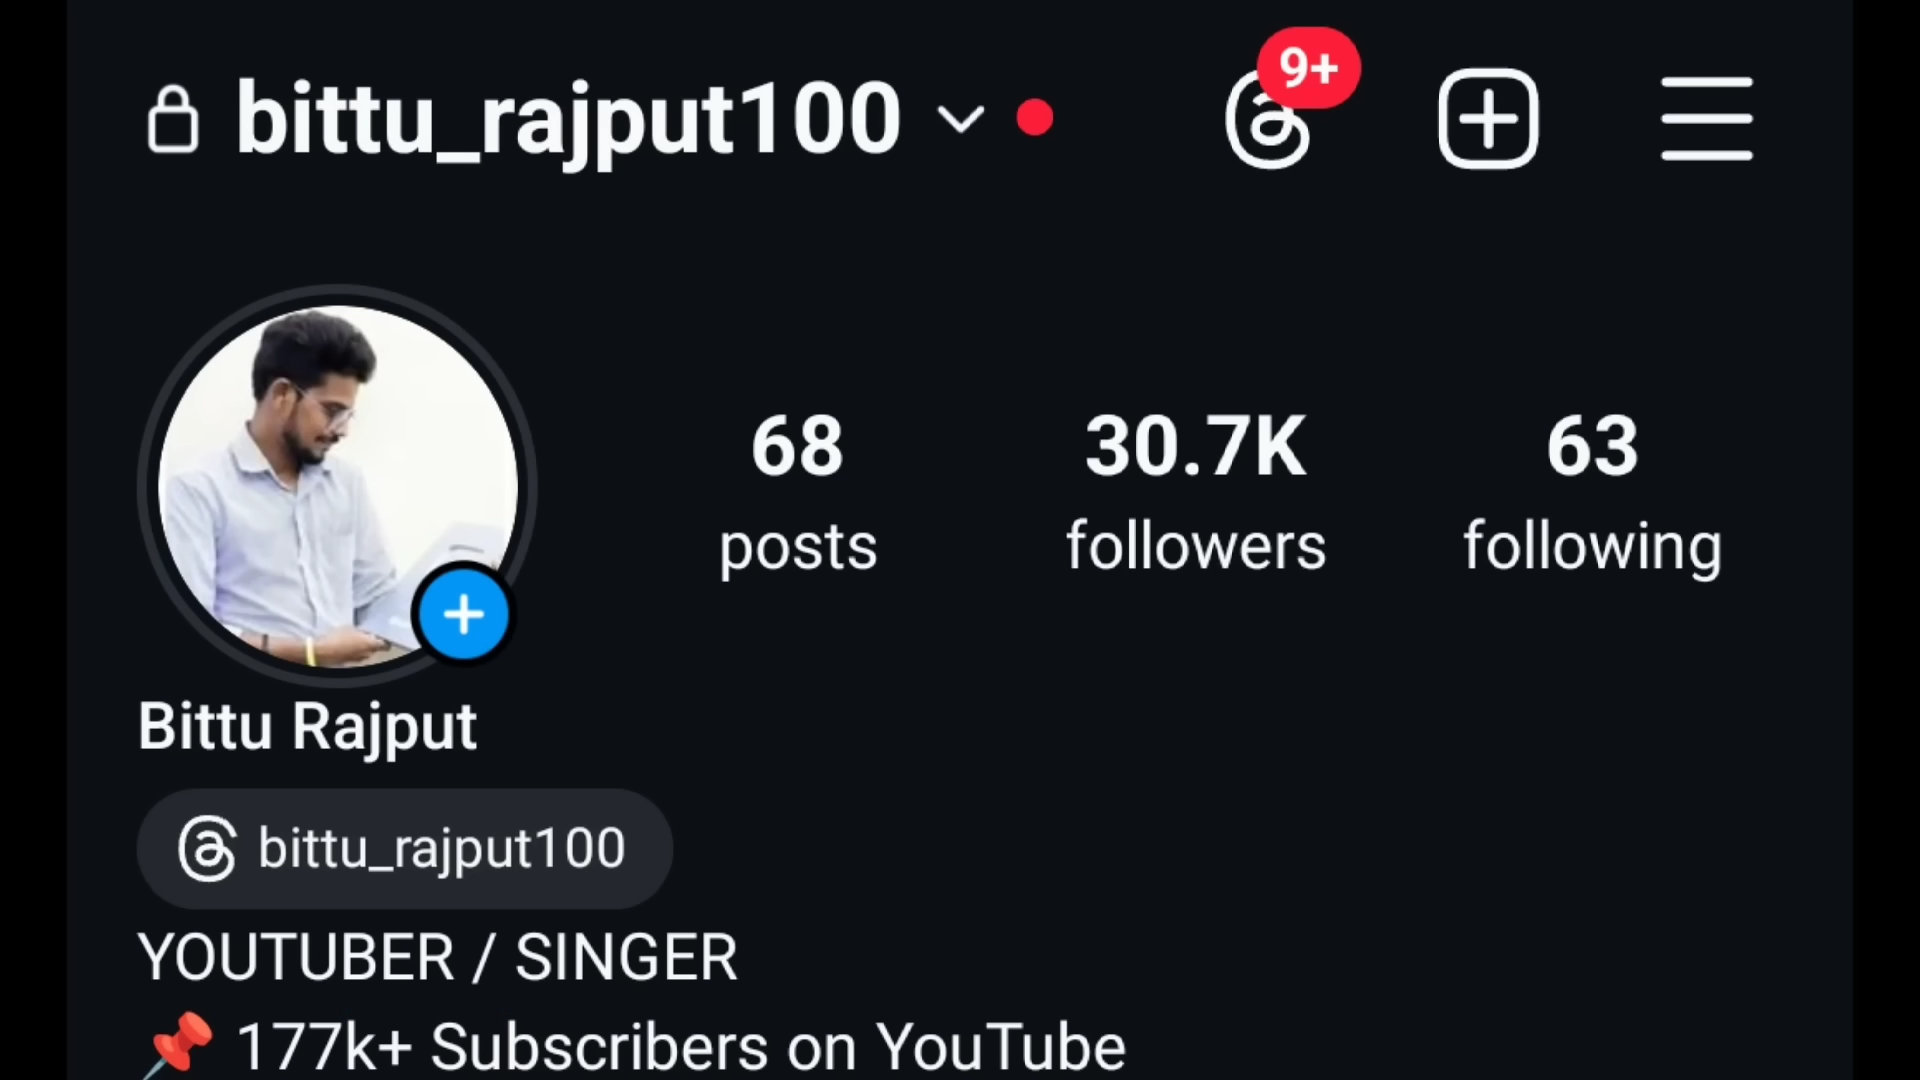 bittu_rajput100
9+
68 30.7K 63
posts followers following
Bittu Rajput
bittu_rajput100
YOUTUBER / SINGER
📌 177k+ Subscribers on YouTube